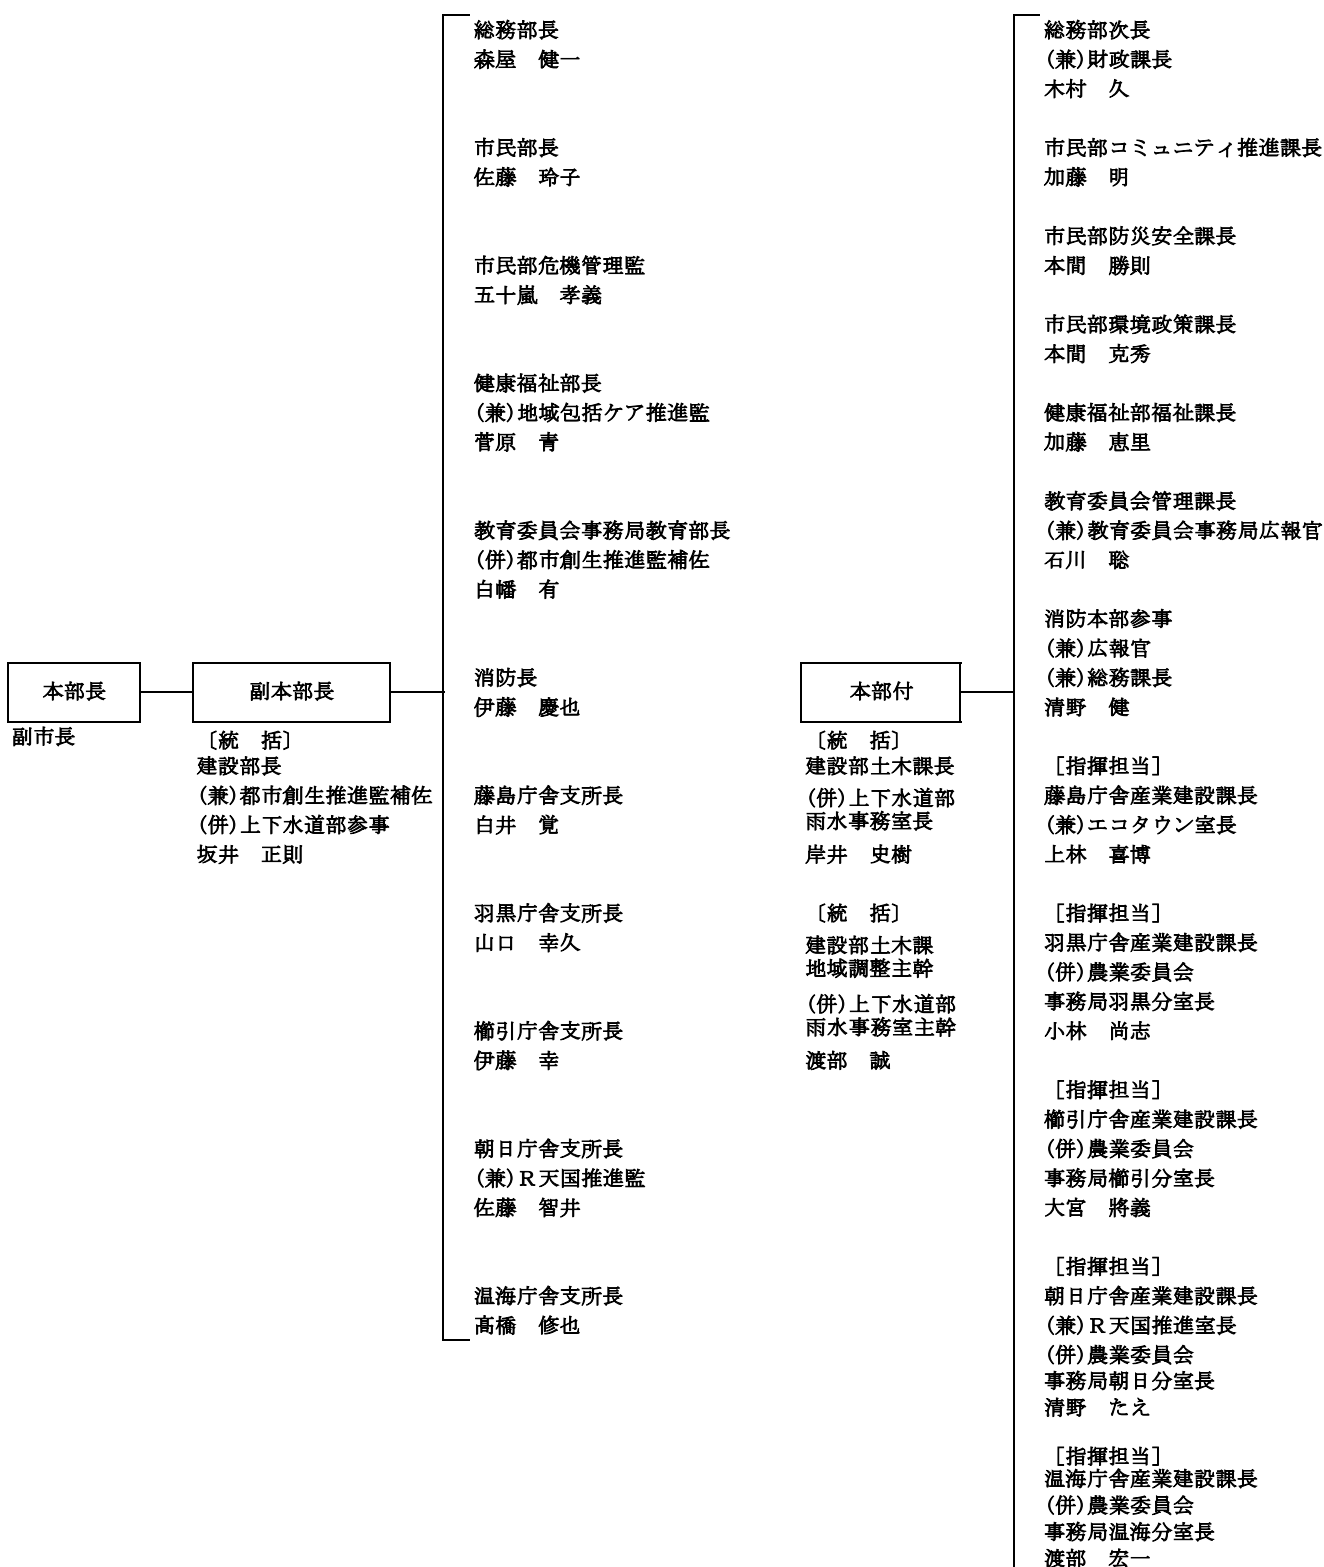 本部長
副市長
副本部長
〔統　括〕
建設部長
(兼)都市創生推進監補佐
(併)上下水道部参事
坂井　正則
総務部長
森屋　健一
市民部長
佐藤　玲子
市民部危機管理監
五十嵐　孝義
健康福祉部長
(兼)地域包括ケア推進監
菅原　青
教育委員会事務局教育部長
(併)都市創生推進監補佐
白幡　有
消防長
伊藤　慶也
藤島庁舎支所長
白井　覚
羽黒庁舎支所長
山口　幸久
櫛引庁舎支所長
伊藤　幸
朝日庁舎支所長
(兼)Ｒ天国推進監
佐藤　智井
温海庁舎支所長
髙橋　修也
本部付
〔統　括〕
建設部土木課長
(併)上下水道部
雨水事務室長
岸井　史樹
〔統　括〕
建設部土木課
地域調整主幹
(併)上下水道部
雨水事務室主幹
渡部　誠
総務部次長
(兼)財政課長
木村　久
市民部コミュニティ推進課長
加藤　明
市民部防災安全課長
本間　勝則
市民部環境政策課長
本間　克秀
健康福祉部福祉課長
加藤　恵里
教育委員会管理課長
(兼)教育委員会事務局広報官
石川　聡
消防本部参事
(兼)広報官
(兼)総務課長
清野　健
［指揮担当］
藤島庁舎産業建設課長
(兼)エコタウン室長
上林　喜博
［指揮担当］
羽黒庁舎産業建設課長
(併)農業委員会
事務局羽黒分室長
小林　尚志
［指揮担当］
櫛引庁舎産業建設課長
(併)農業委員会
事務局櫛引分室長
大宮　將義
［指揮担当］
朝日庁舎産業建設課長
(兼)Ｒ天国推進室長
(併)農業委員会
事務局朝日分室長
清野　たえ
［指揮担当］
温海庁舎産業建設課長
(併)農業委員会
事務局温海分室長
渡部　宏一